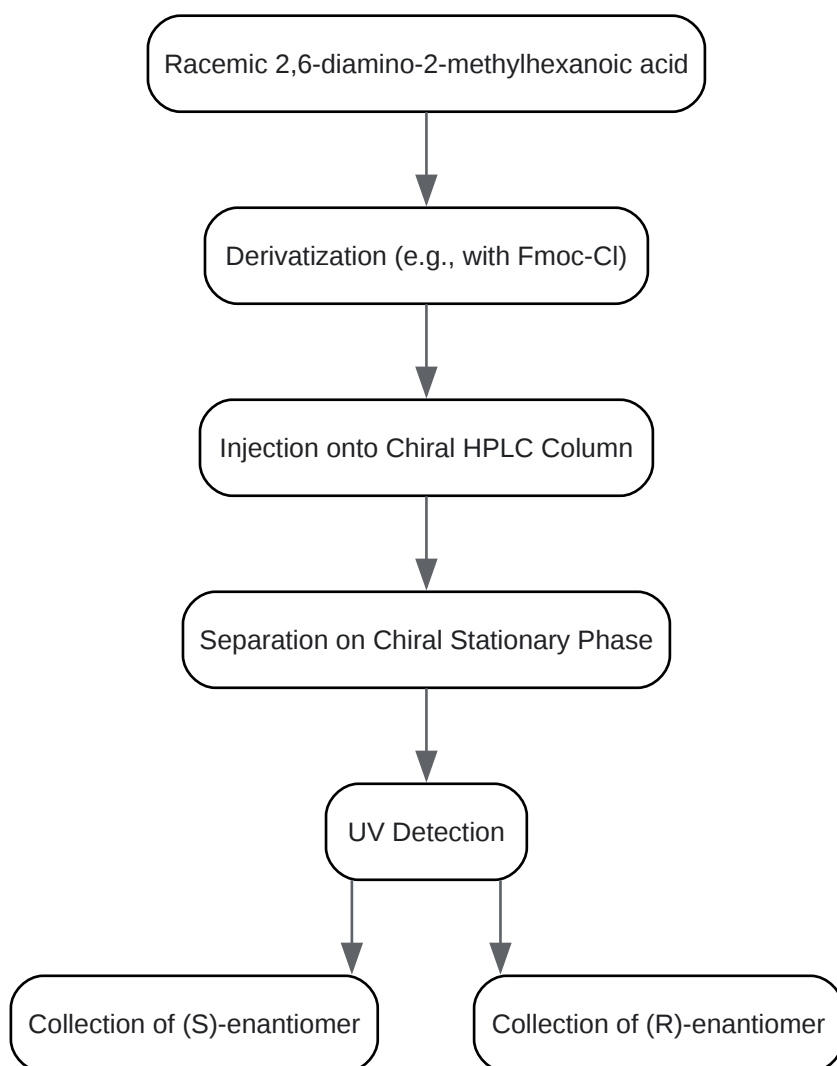 Racemic 2,6-diamino-2-methylhexanoic acid
Derivatization (e.g., with Fmoc-Cl)
Injection onto Chiral HPLC Column
Separation on Chiral Stationary Phase
UV Detection
Collection of (S)-enantiomer
Collection of (R)-enantiomer